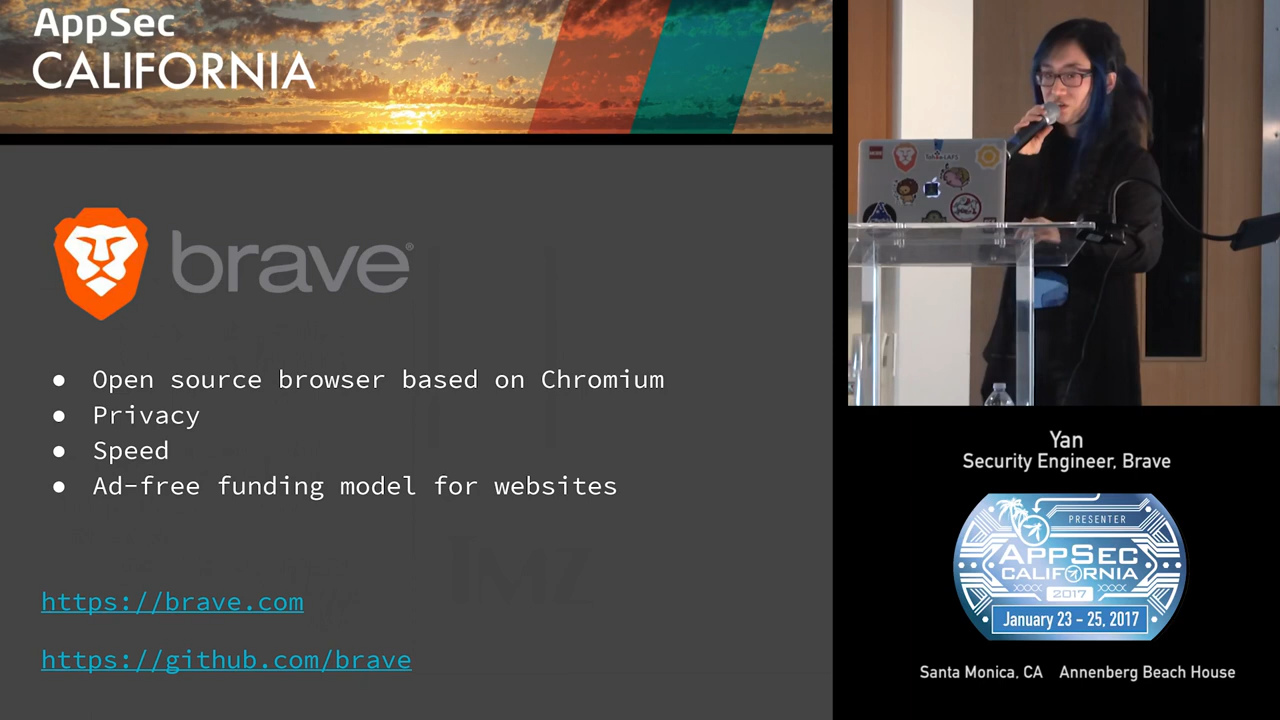 AppSec
CALIFORNIA
brave
Open source browser based on Chromium
Privacy
Speed
Ad-free funding model for websites
https://brave.com
https://github.com/brave
Yan
Security Engineer, Brave
PRESENTER
APPSEC
CALIFORNIA
2017
January 23 - 25, 2017
Santa Monica, CA Annenberg Beach House